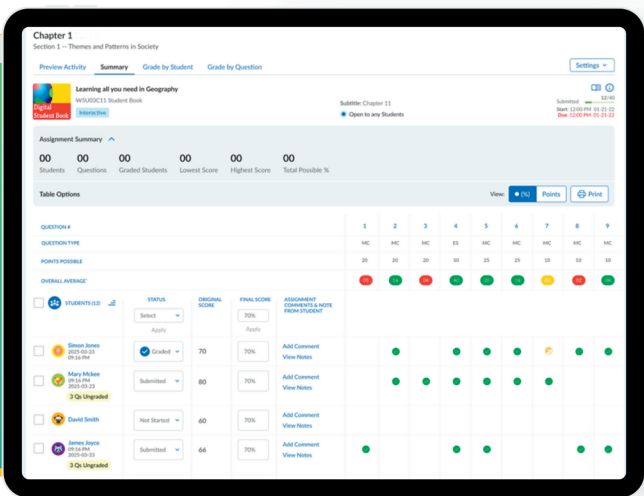 Chapter 1
Section 1 -- Themes and Patterns in Society
Preview Activity Summary Grade by Student Grade by Question Settings
Learning all you need in Geography
WSU03C11 Student Book
Digital
Student Book
Interactive
Subtitle: Chapter 11
Open to any Students
12/40
Submitted
Start: 12:00 PM 01-21-22
Due: 12:00 PM 01-21-22
Assignment Summary
00 00 00 00 00 00
Students Questions Graded Students Lowest Score Highest Score Total Possible %
Table Options View: (%) Points Print
QUESTION # 1 2 3 4 5 6 7 8 9
QUESTION TYPE MC MC MC ES MC MC MC MC MC
POINTS POSSIBLE 20 20 20 50 25 25 10 10 10
OVERALL AVERAGE
STUDENTS (12) STATUS ORIGINAL SCORE FINAL SCORE ASSIGNMENT COMMENTS & NOTE FROM STUDENT
Select 70%
Apply Apply
Simon Jones
2025-03-23
09:16 PM
Graded 70 70% Add Comment
View Notes
Mary Mckee
09:16 PM
2025-03-23
3 Qs Ungraded
Submitted 80 70% Add Comment
View Notes
David Smith Not Started 60 70% Add Comment
View Notes
James Joyce
09:16 PM
2025-03-23
3 Qs Ungraded
Submitted 66 70% Add Comment
View Notes